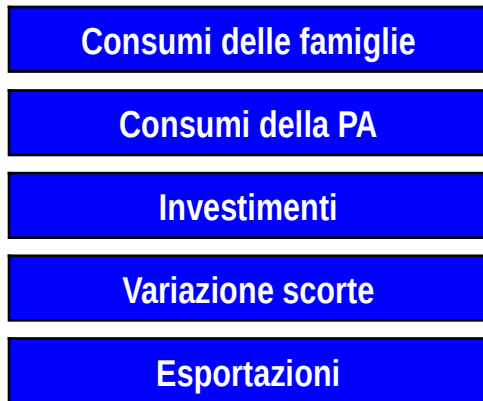 Consumi delle famiglie
Consumi della PA
Investimenti
Variazione scorte
Esportazioni